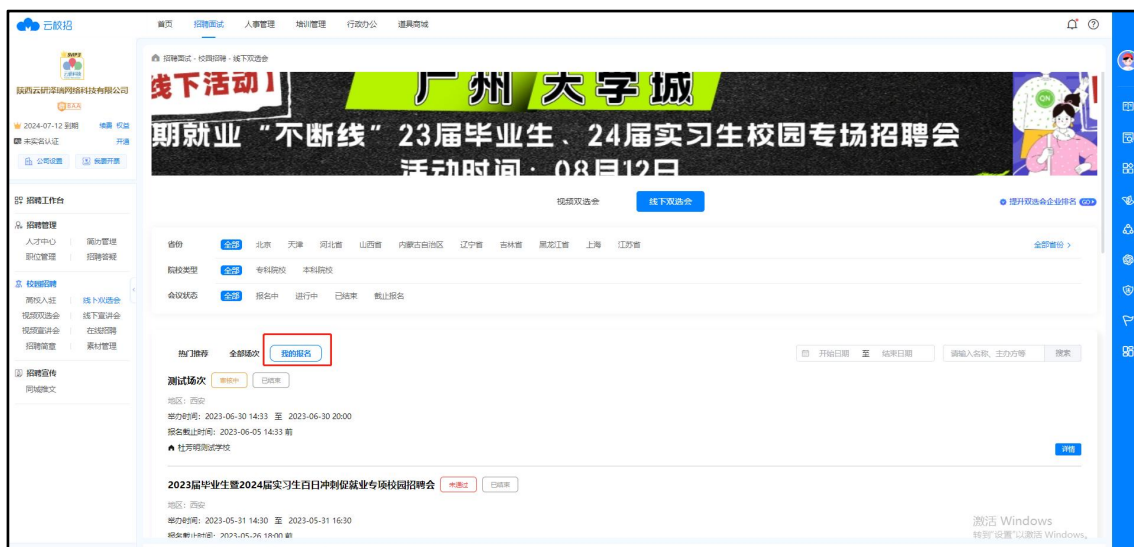 云校招
首页 招聘面试 人事管理 培训管理 行政办公 道具商城
陕西云研泽瑞网络科技有限公司
2024-07-12 到期 续费 权益
未实名认证 开通
公司设置 我要开票
招聘工作台
招聘管理
人才中心 简历管理
职位管理 招聘答疑
校园招聘
高校入驻 线下双选会
视频双选会 线下宣讲会
视频宣讲会 在线招聘
招聘简章 素材管理
招聘宣传
同城推文
招聘面试 - 校园招聘 - 线下双选会
线下活动】 广州 大学城
期就业 “不断线” 23届毕业生、24届实习生校园专场招聘会
活动时间：08月12日
视频双选会 线下双选会 提升双选会企业排名 GO
省份 全部 北京 天津 河北省 山西省 内蒙古自治区 辽宁省 吉林省 黑龙江省 上海 江苏省 全部省份 >
院校类型 全部 专科院校 本科院校
会议状态 全部 报名中 进行中 已结束 截止报名
热门推荐 全部场次 我的报名 开始日期 至 结束日期 请输入名称、主办方等 搜索
测试场次 审核中 已结束
地区：西安
举办时间：2023-06-30 14:33 至 2023-06-30 20:00
报名截止时间：2023-06-05 14:33 前
杜芳明测试学校 详情
2023届毕业生暨2024届实习生百日冲刺促就业专项校园招聘会 未通过 已结束
地区：西安
举办时间：2023-05-31 14:30 至 2023-05-31 16:30
报名截止时间：2023-05-26 18:00 前
激活 Windows
转到"设置"以激活 Windows。